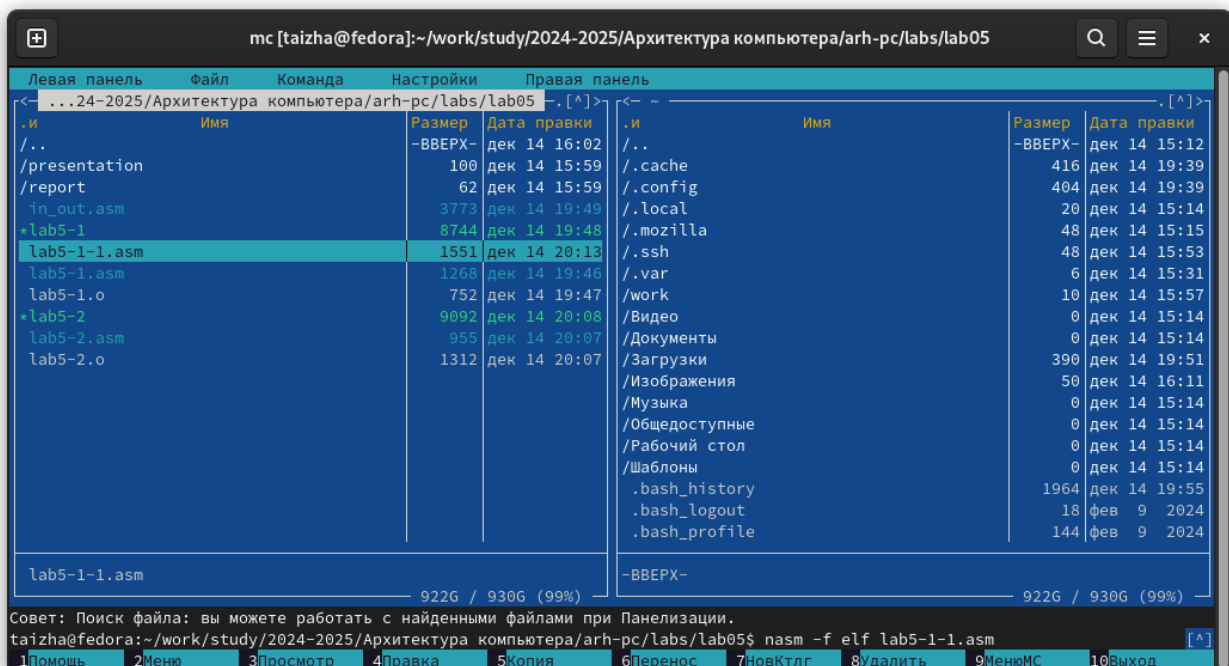 mc [taizha@fedora]:~/work/study/2024-2025/Архитектура компьютера/arh-pc/labs/lab05
Левая панель Файл Команда Настройки Правая панель
<— ...24-2025/Архитектура компьютера/arh-pc/labs/lab05 —.[^]>
.и Имя Размер Дата правки
/.. -ВВЕРХ- дек 14 16:02
/presentation 100 дек 14 15:59
/report 62 дек 14 15:59
in_out.asm 3773 дек 14 19:49
*lab5-1 8744 дек 14 19:48
lab5-1-1.asm 1551 дек 14 20:13
lab5-1.asm 1268 дек 14 19:46
lab5-1.o 752 дек 14 19:47
*lab5-2 9092 дек 14 20:08
lab5-2.asm 955 дек 14 20:07
lab5-2.o 1312 дек 14 20:07
lab5-1-1.asm
922G / 930G (99%)
<— ~ —.[^]>
.и Имя Размер Дата правки
/.. -ВВЕРХ- дек 14 15:12
/.cache 416 дек 14 19:39
/.config 404 дек 14 19:39
/.local 20 дек 14 15:14
/.mozilla 48 дек 14 15:15
/.ssh 48 дек 14 15:53
/.var 6 дек 14 15:31
/work 10 дек 14 15:57
/Видео 0 дек 14 15:14
/Документы 0 дек 14 15:14
/Загрузки 390 дек 14 19:51
/Изображения 50 дек 14 16:11
/Музыка 0 дек 14 15:14
/Общедоступные 0 дек 14 15:14
/Рабочий стол 0 дек 14 15:14
/Шаблоны 0 дек 14 15:14
.bash_history 1964 дек 14 19:55
.bash_logout 18 фев 9 2024
.bash_profile 144 фев 9 2024
-ВВЕРХ-
922G / 930G (99%)
Совет: Поиск файла: вы можете работать с найденными файлами при Панелизации.
taizha@fedora:~/work/study/2024-2025/Архитектура компьютера/arh-pc/labs/lab05$ nasm -f elf lab5-1-1.asm [^]
1Помощь 2Меню 3Просмотр 4Правка 5Копия 6Перенос 7НовКтлг 8Удалить 9МенюМС 10Выход